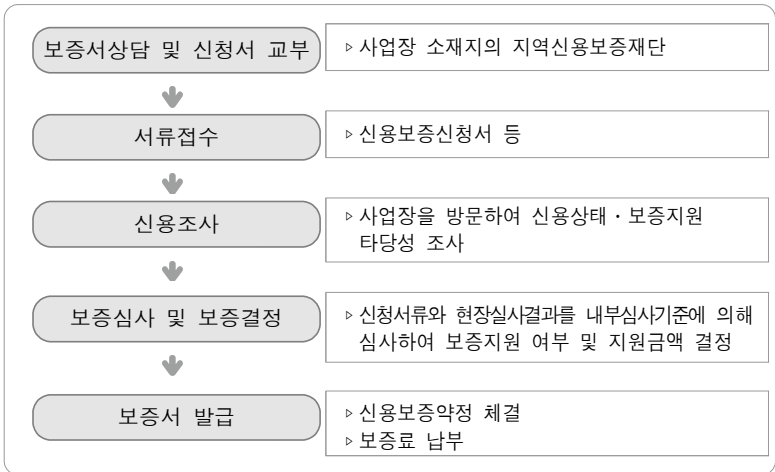 보증서상담 및 신청서 교부
▹사업장 소재지의 지역신용보증재단
서류접수
▹신용보증신청서 등
신용조사
▹사업장을 방문하여 신용상태·보증지원
타당성 조사
보증심사 및 보증결정
▹신청서류와 현장실사결과를 내부심사기준에 의해
심사하여 보증지원 여부 및 지원금액 결정
보증서 발급
▹신용보증약정 체결
▹보증료 납부